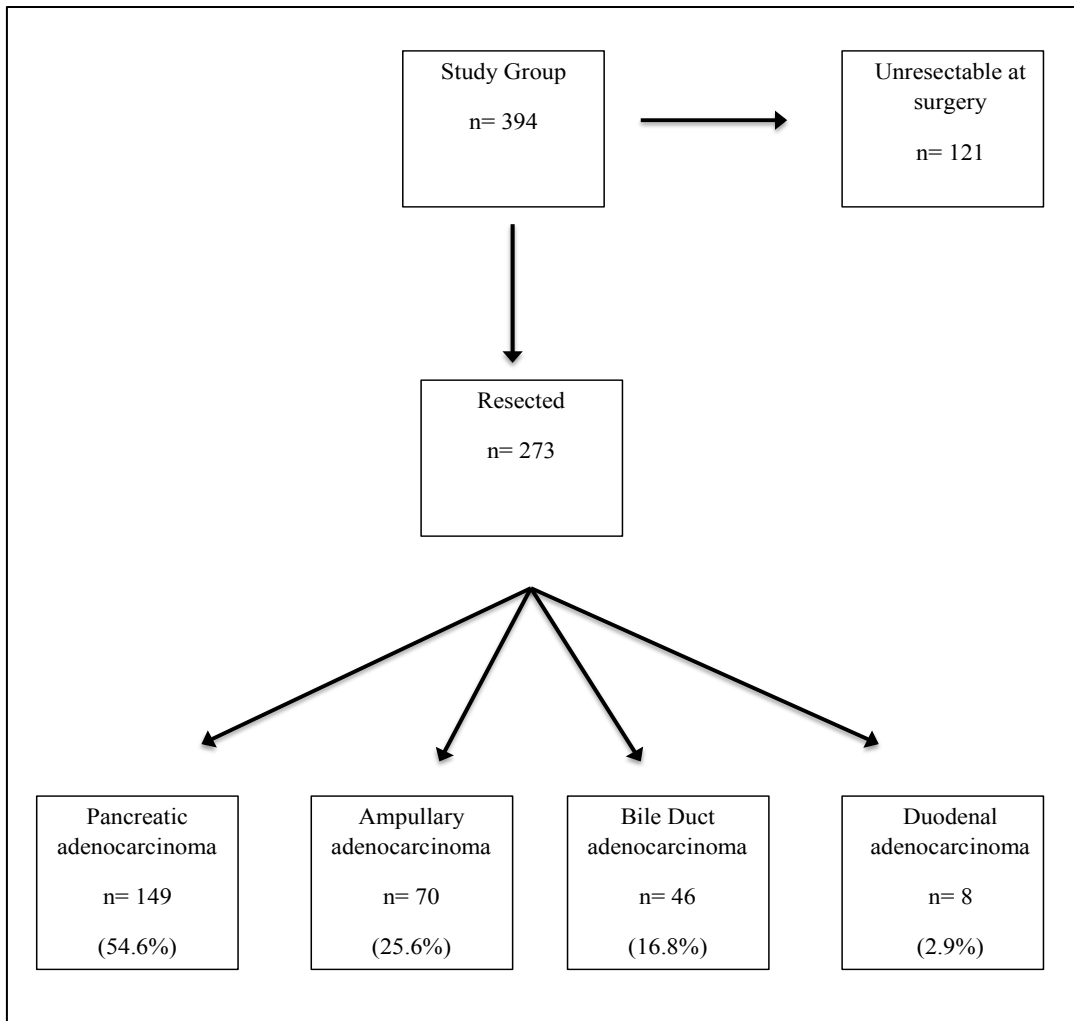 Study Group
n= 394
Unresectable at
surgery
n= 121
Resected
n= 273
Pancreatic
adenocarcinoma
n= 149
(54.6%)
Ampullary
adenocarcinoma
n= 70
(25.6%)
Bile Duct
adenocarcinoma
n= 46
(16.8%)
Duodenal
adenocarcinoma
n= 8
(2.9%)